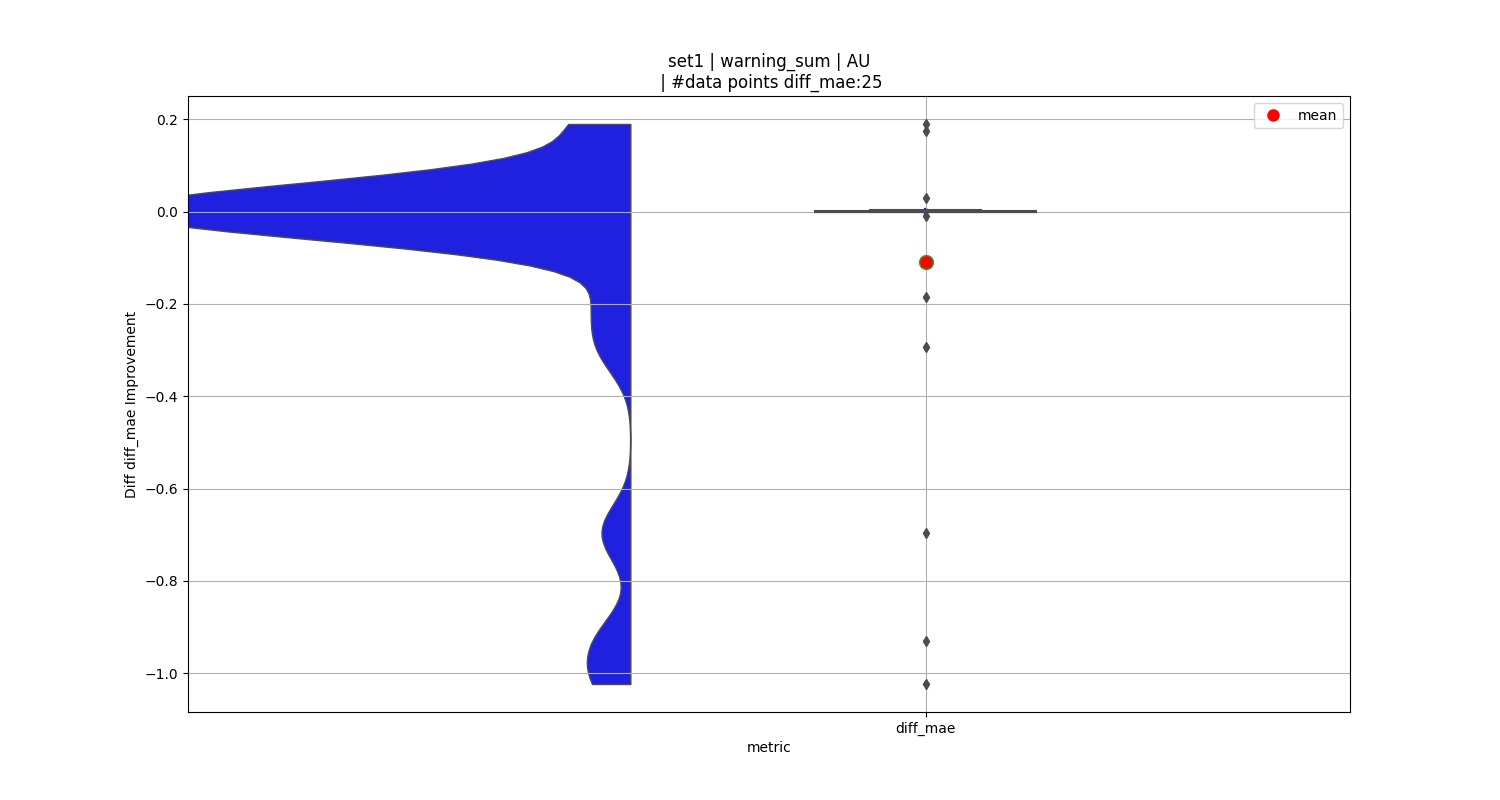 set1 | warning_sum | AU
| #data points diff_mae:25
mean
0.2
0.0
−0.2
−0.4
−0.6
−0.8
−1.0
Diff diff_mae Improvement
diff_mae
metric